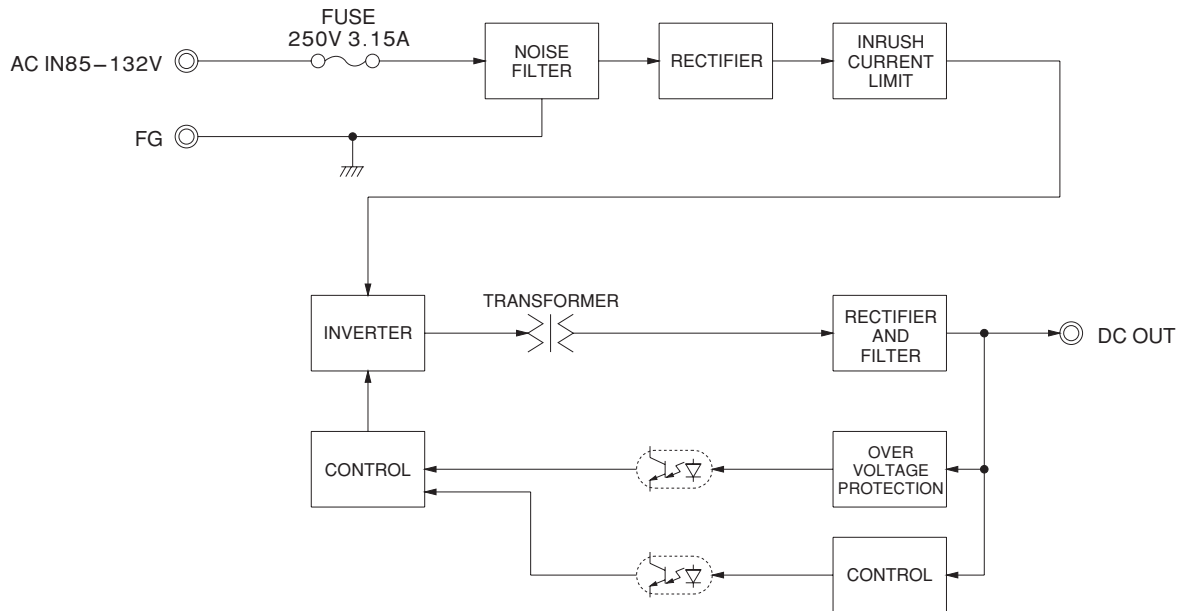 FUSE
250V 3.15A
AC IN85–132V
NOISE
FILTER
RECTIFIER
INRUSH
CURRENT
LIMIT
FG
INVERTER
TRANSFORMER
RECTIFIER
AND
FILTER
DC OUT
CONTROL
OVER
VOLTAGE
PROTECTION
CONTROL